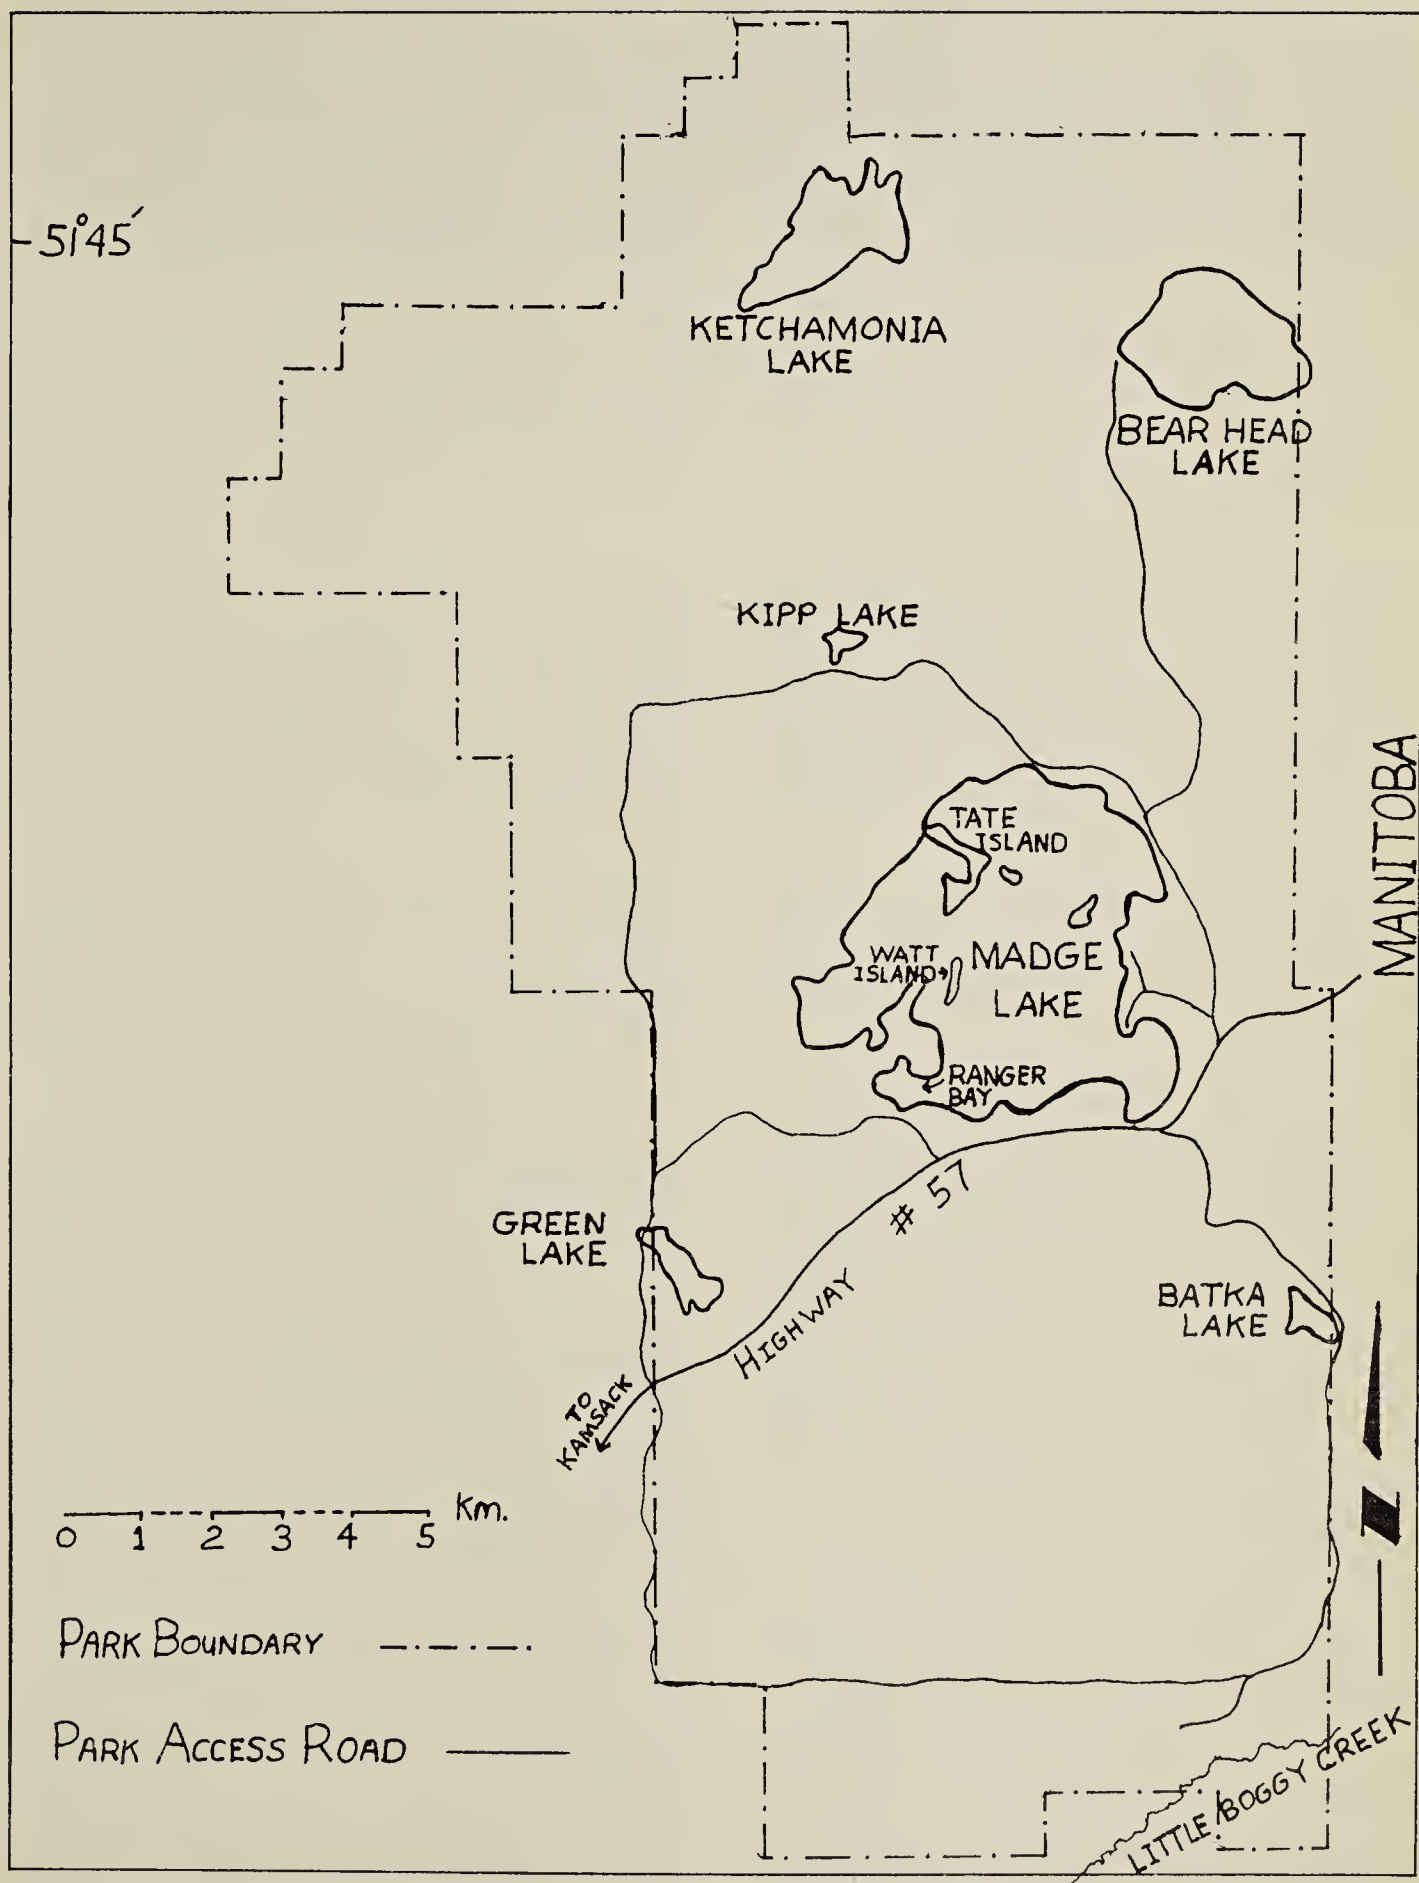 51°45′
KETCHAMONIA
LAKE
BEAR HEAD
LAKE
KIPP LAKE
MANITOBA
TATE
ISLAND
WATT
ISLAND
MADGE
LAKE
RANGER
BAY
# 57
HIGHWAY
GREEN
LAKE
BATKA
LAKE
TO
KAMSACK
Km.
0 1 2 3 4 5
N
PARK BOUNDARY
PARK ACCESS ROAD
LITTLE BOGGY CREEK